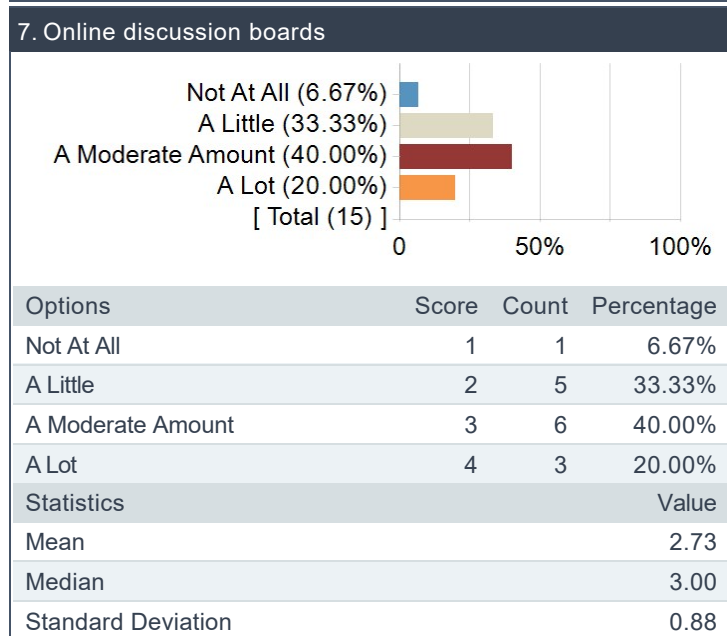 7. Online discussion boards
Not At All (6.67%)
A Little (33.33%)
A Moderate Amount (40.00%)
A Lot (20.00%)
[ Total (15) ]
0 50% 100%
Options Score Count Percentage
Not At All 1 1 6.67%
A Little 2 5 33.33%
A Moderate Amount 3 6 40.00%
A Lot 4 3 20.00%
Statistics Value
Mean 2.73
Median 3.00
Standard Deviation 0.88